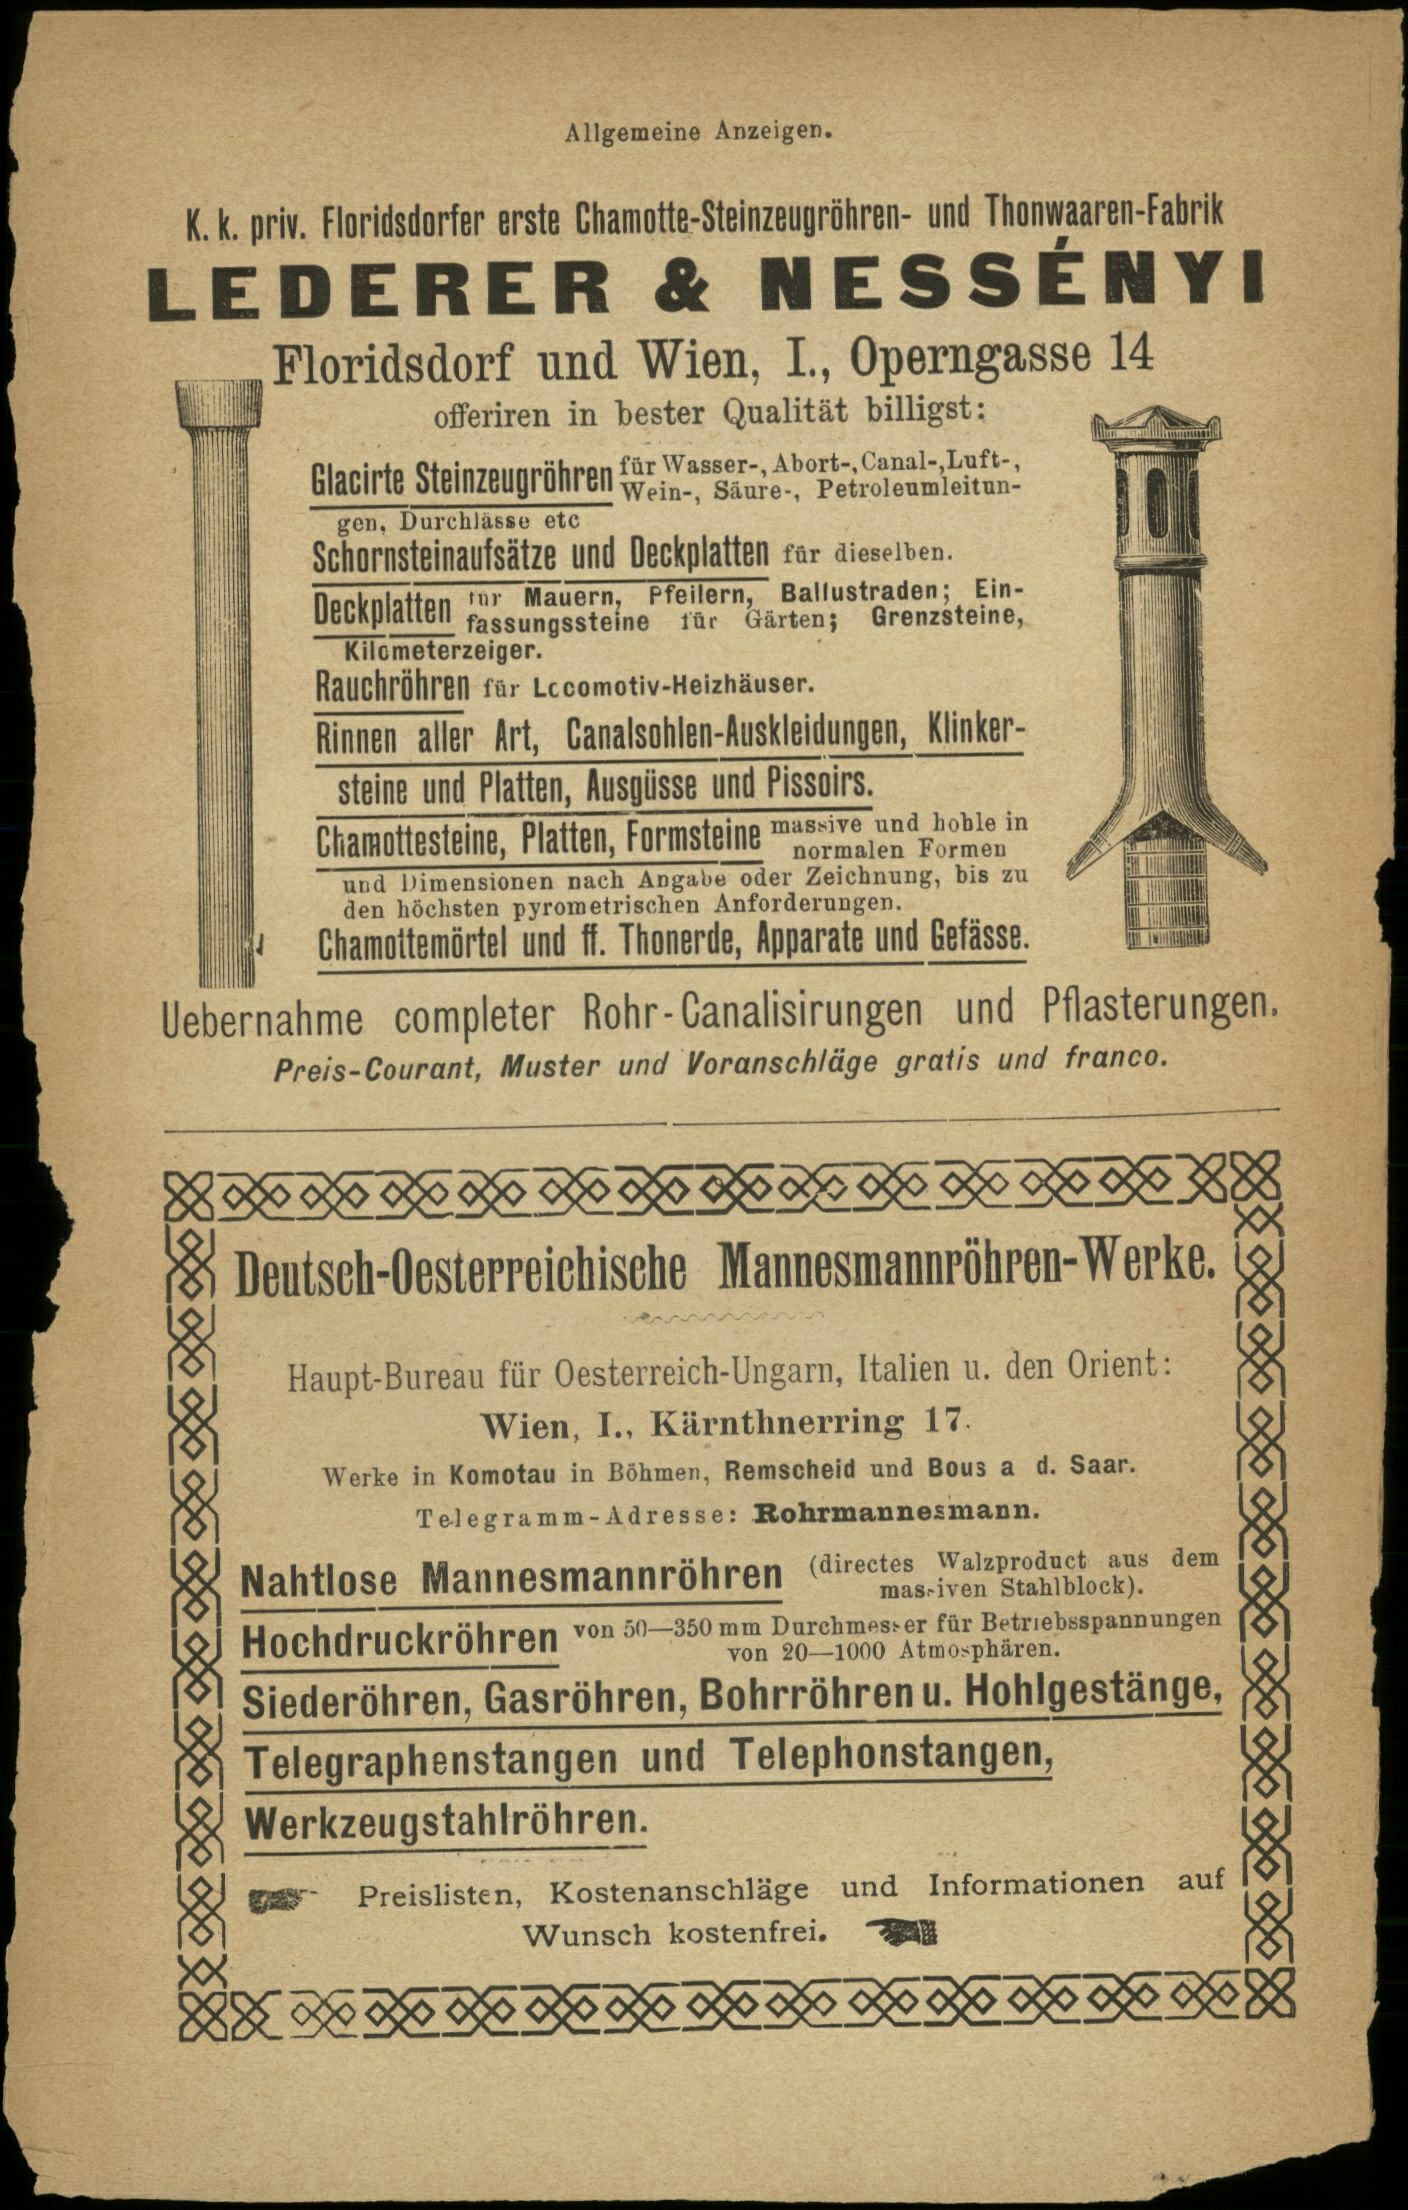 Allgemeine Anzeigen.
K. k. priv. Floridsdorfer erste Chamotte-Steinzeugröhren- und Thonwaaren-Fabrik
LEDERER & NESSÉNYI
Floridsdorf und Wien, I., Operngasse 14
offeriren in bester Qualität billigst:
Glacirte Steinzeugröhren für Wasser-, Abort-, Canal-, Luft-,
Wein-, Säure-, Petroleumleitun-
gen, Durchlässe etc
Schornsteinaufsätze und Deckplatten für dieselben.
Deckplatten für Mauern, Pfeilern, Ballustraden; Ein-
fassungssteine für Gärten; Grenzsteine,
Kilometerzeiger.
Rauchröhren für Locomotiv-Heizhäuser.
Rinnen aller Art, Canalsohlen-Auskleidungen, Klinker-
steine und Platten, Ausgüsse und Pissoirs.
Chamottesteine, Platten, Formsteine massive und hohle in
normalen Formen
und Dimensionen nach Angabe oder Zeichnung, bis zu
den höchsten pyrometrischen Anforderungen.
Chamottemörtel und ff. Thonerde, Apparate und Gefässe.
Uebernahme completer Rohr-Canalisirungen und Pflasterungen.
Preis-Courant, Muster und Voranschläge gratis und franco.
Deutsch-Oesterreichische Mannesmannröhren-Werke.
Haupt-Bureau für Oesterreich-Ungarn, Italien u. den Orient:
Wien, I., Kärnthnerring 17.
Werke in Komotau in Böhmen, Remscheid und Bous a d. Saar.
Telegramm-Adresse: Rohrmannesmann.
Nahtlose Mannesmannröhren (directes Walzproduct aus dem
massiven Stahlblock).
Hochdruckröhren von 50—350 mm Durchmesser für Betriebsspannungen
von 20—1000 Atmosphären.
Siederöhren, Gasröhren, Bohrröhren u. Hohlgestänge,
Telegraphenstangen und Telephonstangen,
Werkzeugstahlröhren.
Preislisten, Kostenanschläge und Informationen auf
Wunsch kostenfrei.